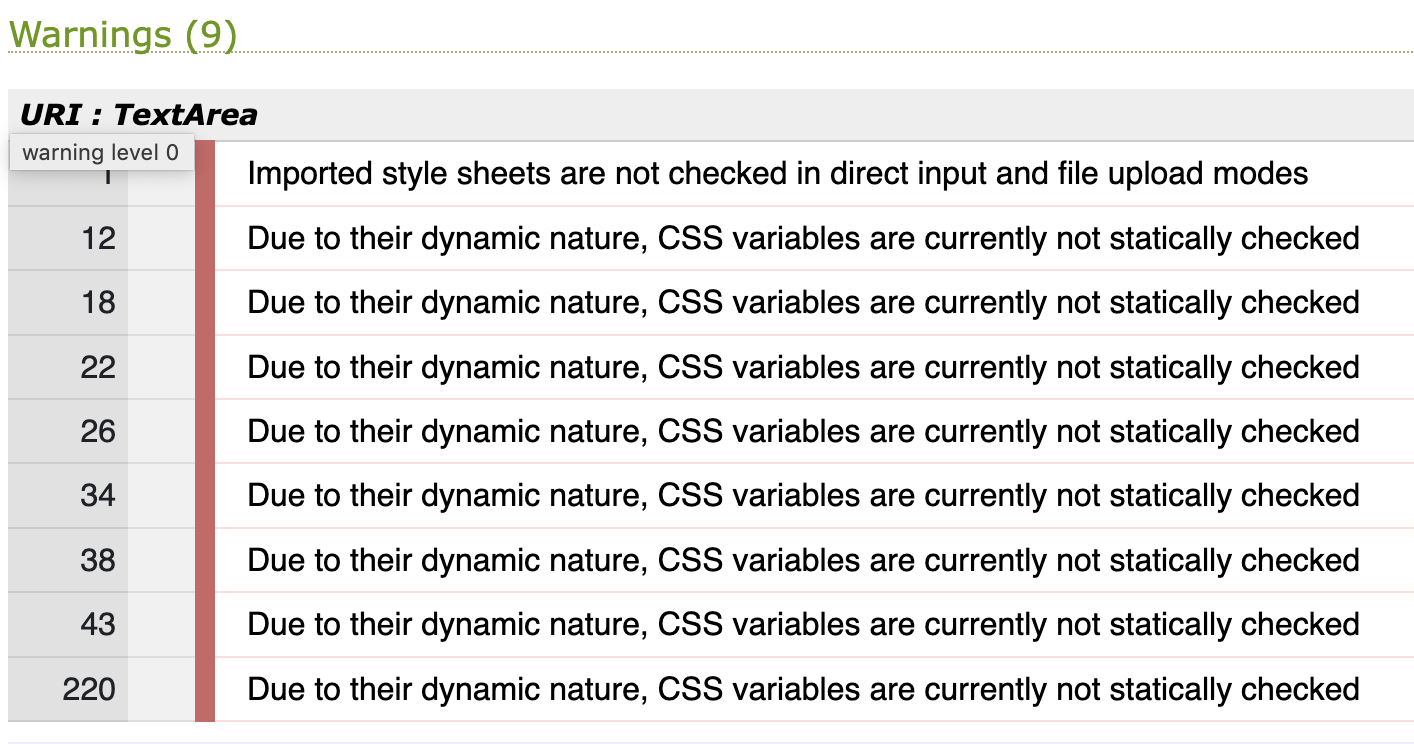 Warnings (9)
URI : TextArea
warning level 0
Imported style sheets are not checked in direct input and file upload modes
12 Due to their dynamic nature, CSS variables are currently not statically checked
18 Due to their dynamic nature, CSS variables are currently not statically checked
22 Due to their dynamic nature, CSS variables are currently not statically checked
26 Due to their dynamic nature, CSS variables are currently not statically checked
34 Due to their dynamic nature, CSS variables are currently not statically checked
38 Due to their dynamic nature, CSS variables are currently not statically checked
43 Due to their dynamic nature, CSS variables are currently not statically checked
220 Due to their dynamic nature, CSS variables are currently not statically checked